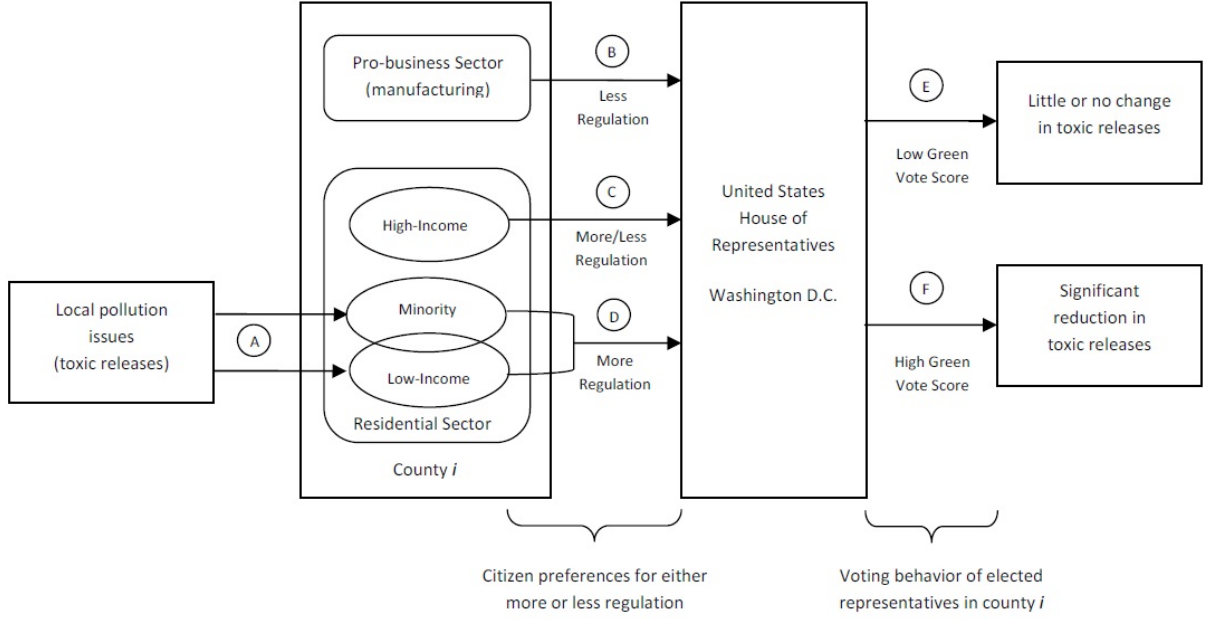 Local pollution
issues
(toxic releases)
A
Pro-business Sector
(manufacturing)
High-Income
Minority
Low-Income
Residential Sector
County i
B
Less
Regulation
C
More/Less
Regulation
D
More
Regulation
United States
House of
Representatives
Washington D.C.
E
Low Green
Vote Score
F
High Green
Vote Score
Little or no change
in toxic releases
Significant
reduction in
toxic releases
Citizen preferences for either
more or less regulation
Voting behavior of elected
representatives in county i